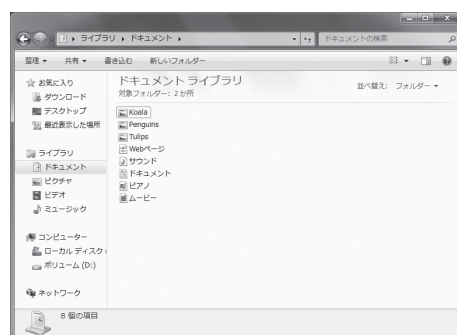 ライブラリ ▸ ドキュメント ▸
ドキュメントの検索
整理 ▼ 共有 ▼ 書き込む 新しいフォルダー
お気に入り
ダウンロード
デスクトップ
最近表示した場所
ライブラリ
ドキュメント
ピクチャ
ビデオ
ミュージック
コンピューター
ローカル ディスク (
ボリューム (D:)
ネットワーク
ドキュメント ライブラリ
対象フォルダー: 2か所
並べ替え: フォルダー ▼
Koala
Penguins
Tulips
Webページ
サウンド
ドキュメント
ピアノ
ムービー
8 個の項目